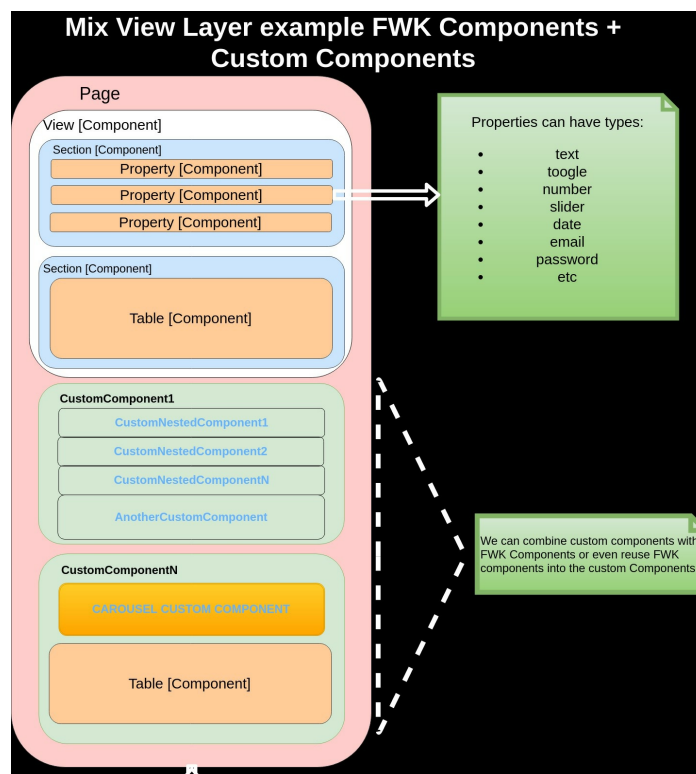 Mix View Layer example FWK Components +
Custom Components
Page
View [Component]
Section [Component]
Property [Component]
Property [Component]
Property [Component]
Section [Component]
Table [Component]
Properties can have types:
• text
• toogle
• number
• slider
• date
• email
• password
• etc
CustomComponent1
CustomNestedComponent1
CustomNestedComponent2
CustomNestedComponentN
AnotherCustomComponent
CustomComponentN
CAROUSEL CUSTOM COMPONENT
Table [Component]
We can combine custom components with
FWK Components or even reuse FWK
components into the custom Components